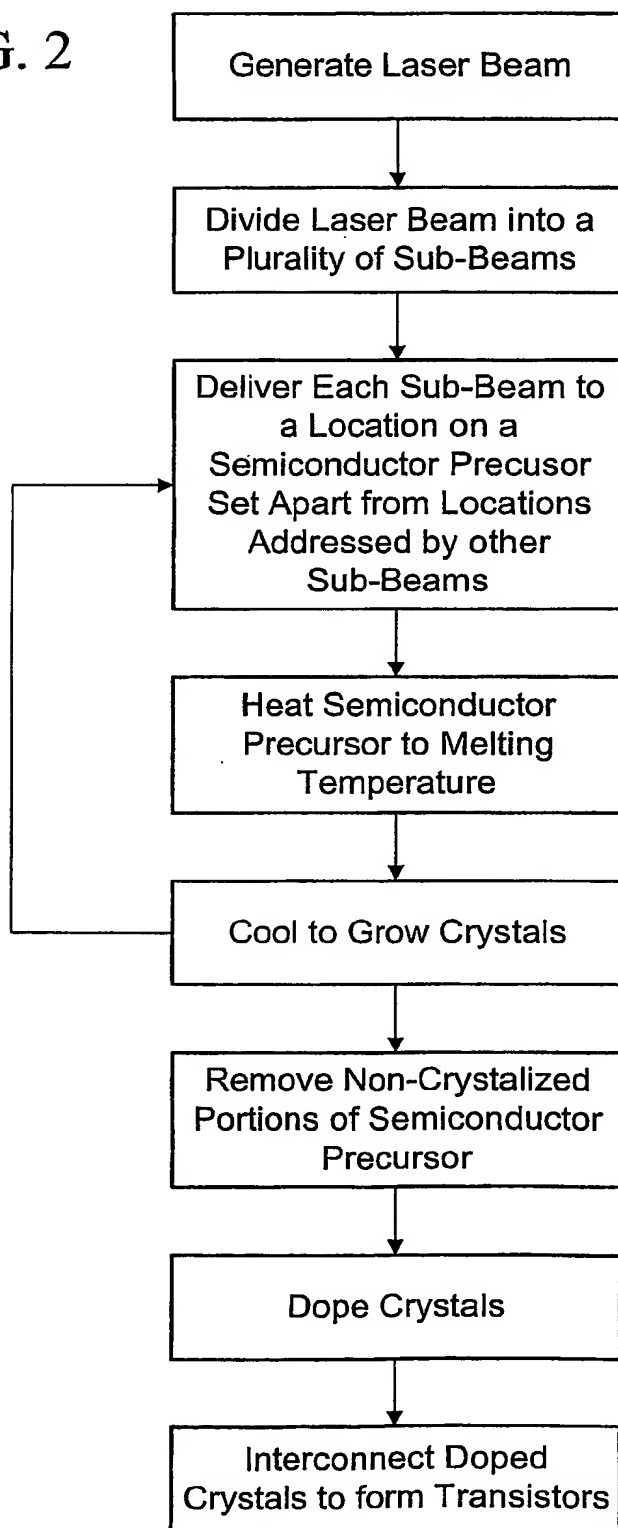 G. 2
Generate Laser Beam
Divide Laser Beam into a
Plurality of Sub-Beams
Deliver Each Sub-Beam to
a Location on a
Semiconductor Precusor
Set Apart from Locations
Addressed by other
Sub-Beams
Heat Semiconductor
Precursor to Melting
Temperature
Cool to Grow Crystals
Remove Non-Crystalized
Portions of Semiconductor
Precursor
Dope Crystals
Interconnect Doped
Crystals to form Transistors